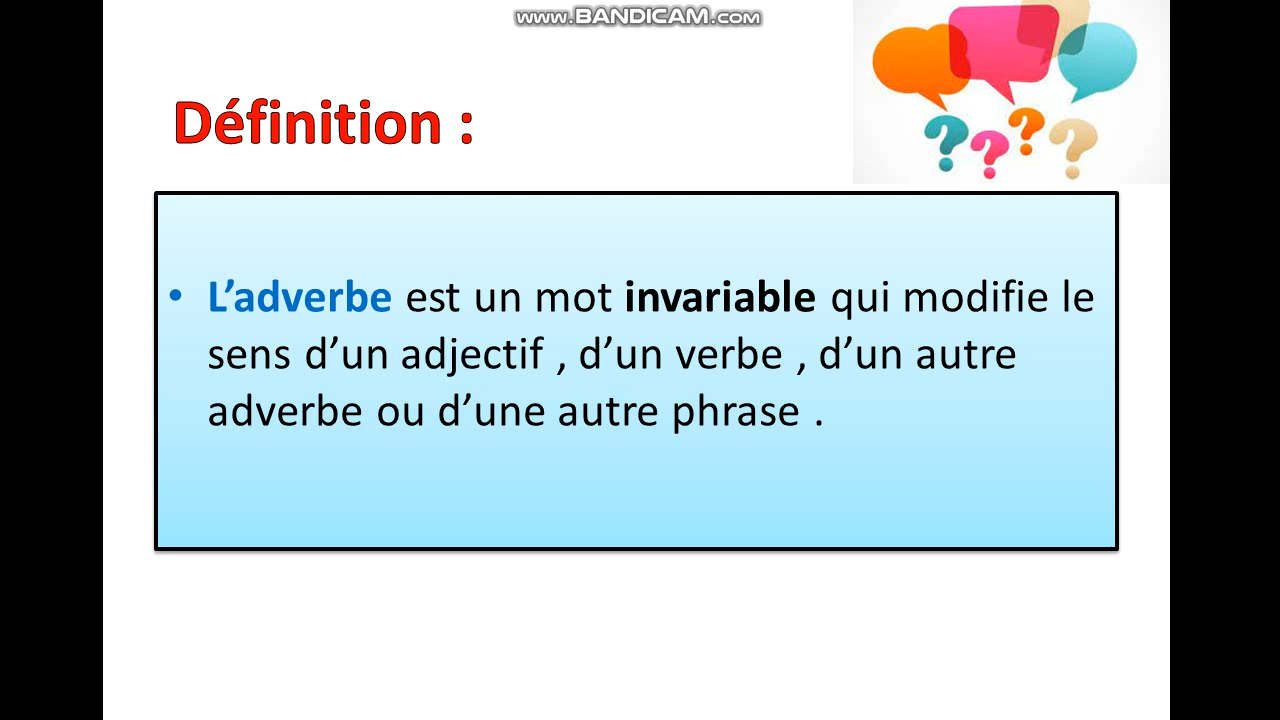 www.BANDICAM.com
Définition :
• L’adverbe est un mot invariable qui modifie le
sens d’un adjectif , d’un verbe , d’un autre
adverbe ou d’une autre phrase .